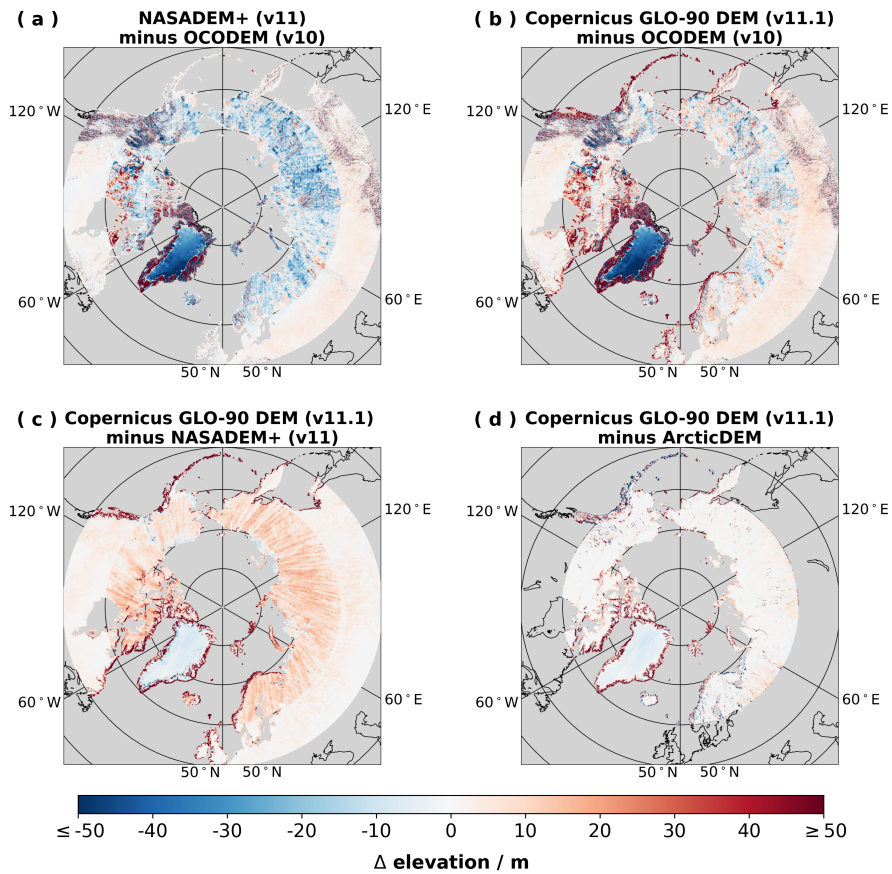 ( a ) NASADEM+ (v11)
minus OCODEM (v10)
( b ) Copernicus GLO-90 DEM (v11.1)
minus OCODEM (v10)
120°W
120°E
60°W
60°E
50°N 50°N
120°W
120°E
60°W
60°E
50°N 50°N
( c ) Copernicus GLO-90 DEM (v11.1)
minus NASADEM+ (v11)
( d ) Copernicus GLO-90 DEM (v11.1)
minus ArcticDEM
120°W
120°E
60°W
60°E
50°N 50°N
120°W
120°E
60°W
60°E
50°N 50°N
≤ -50 -40 -30 -20 -10 0 10 20 30 40 ≥ 50
Δ elevation / m